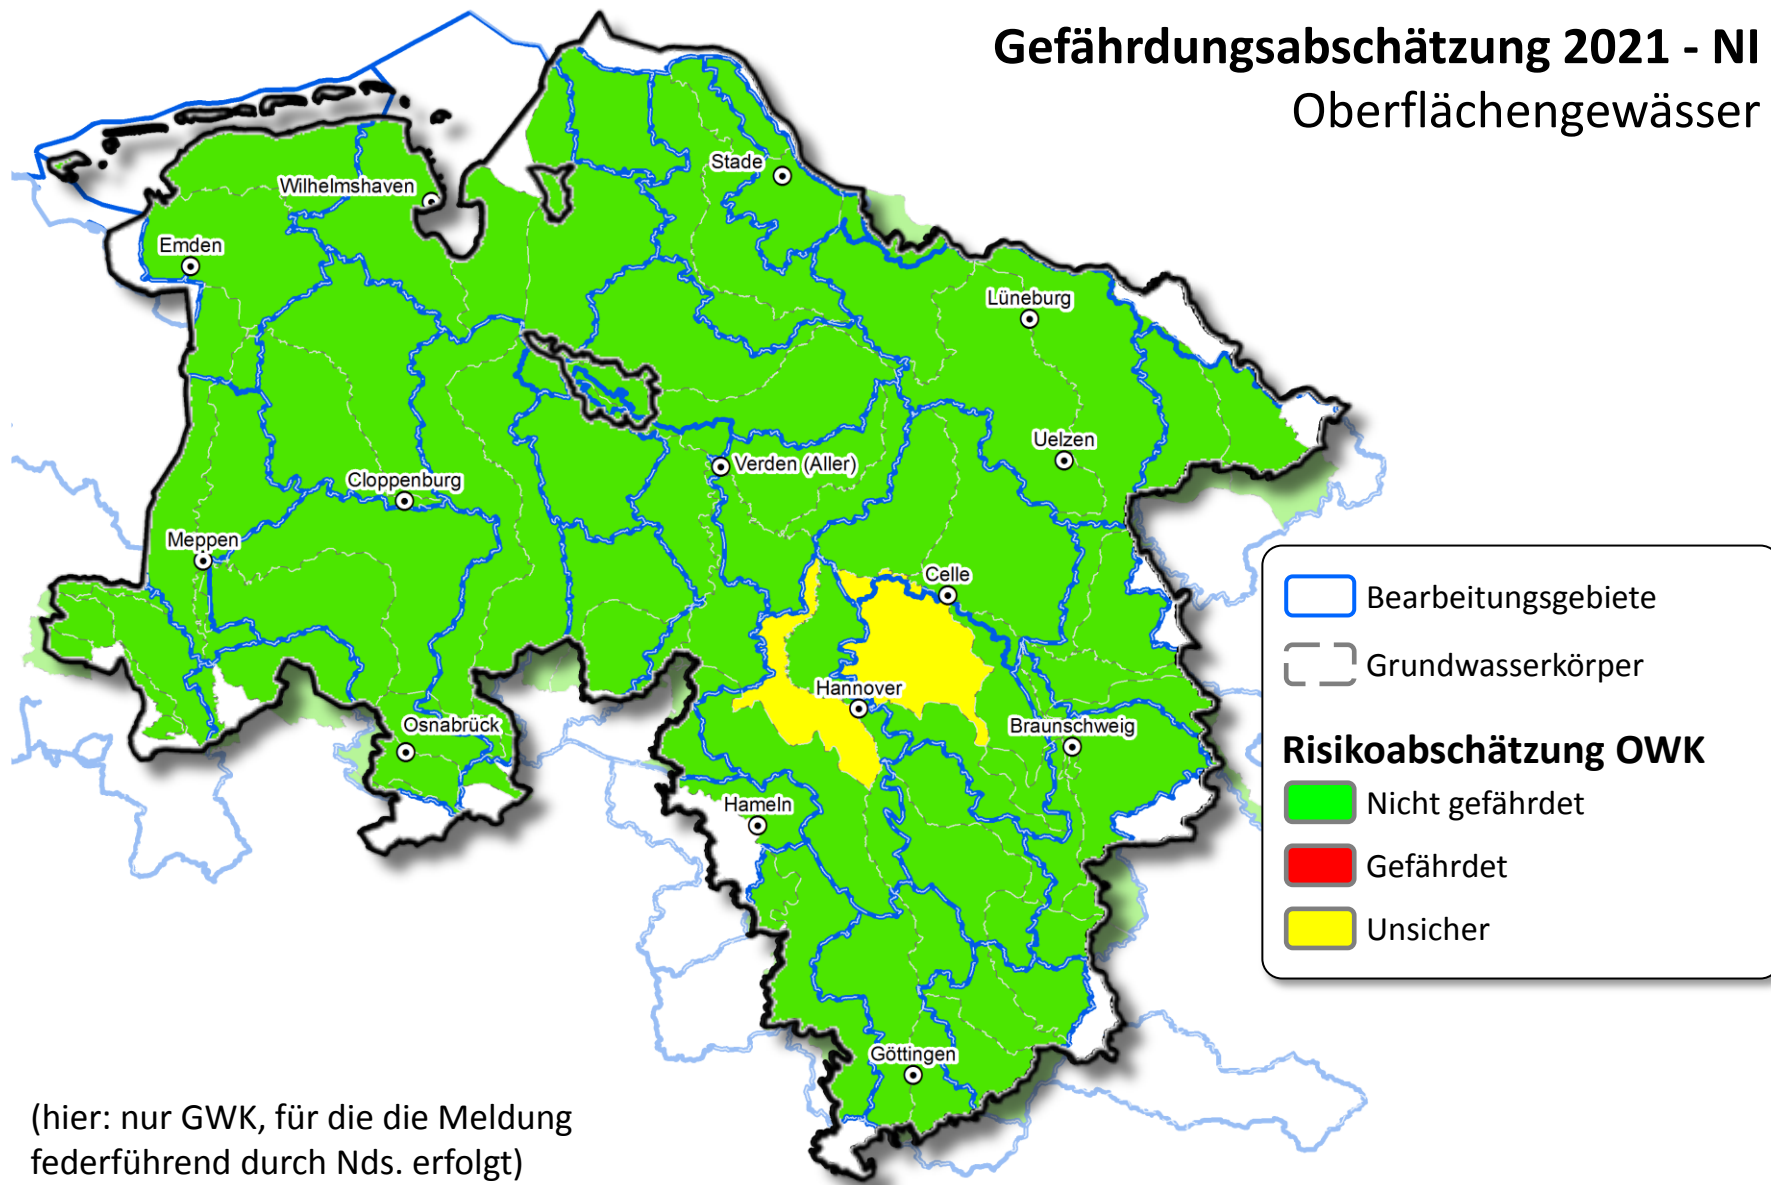 Gefährdungsabschätzung 2021 - NI
Oberflächengewässer
Stade
Wilhelmshaven
Emden
Lüneburg
Uelzen
Verden (Aller)
Cloppenburg
Meppen
Celle
Hannover
Osnabrück
Braunschweig
Hameln
Göttingen
Bearbeitungsgebiete
Grundwasserkörper
Risikoabschätzung OWK
Nicht gefährdet
Gefährdet
Unsicher
(hier: nur GWK, für die die Meldung
federführend durch Nds. erfolgt)